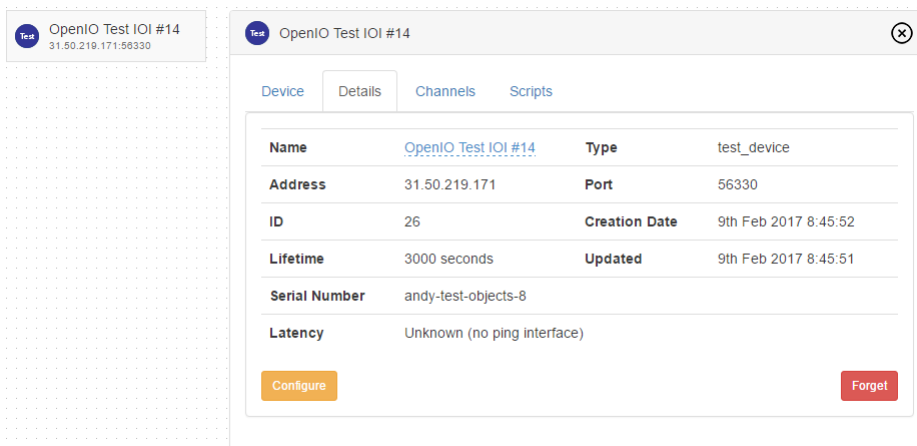 Test OpenIO Test IOI #14
31.50.219.171:56330
Test OpenIO Test IOI #14
Device Details Channels Scripts
Name OpenIO Test IOI #14 Type test_device
Address 31.50.219.171 Port 56330
ID 26 Creation Date 9th Feb 2017 8:45:52
Lifetime 3000 seconds Updated 9th Feb 2017 8:45:51
Serial Number andy-test-objects-8
Latency Unknown (no ping interface)
Configure Forget